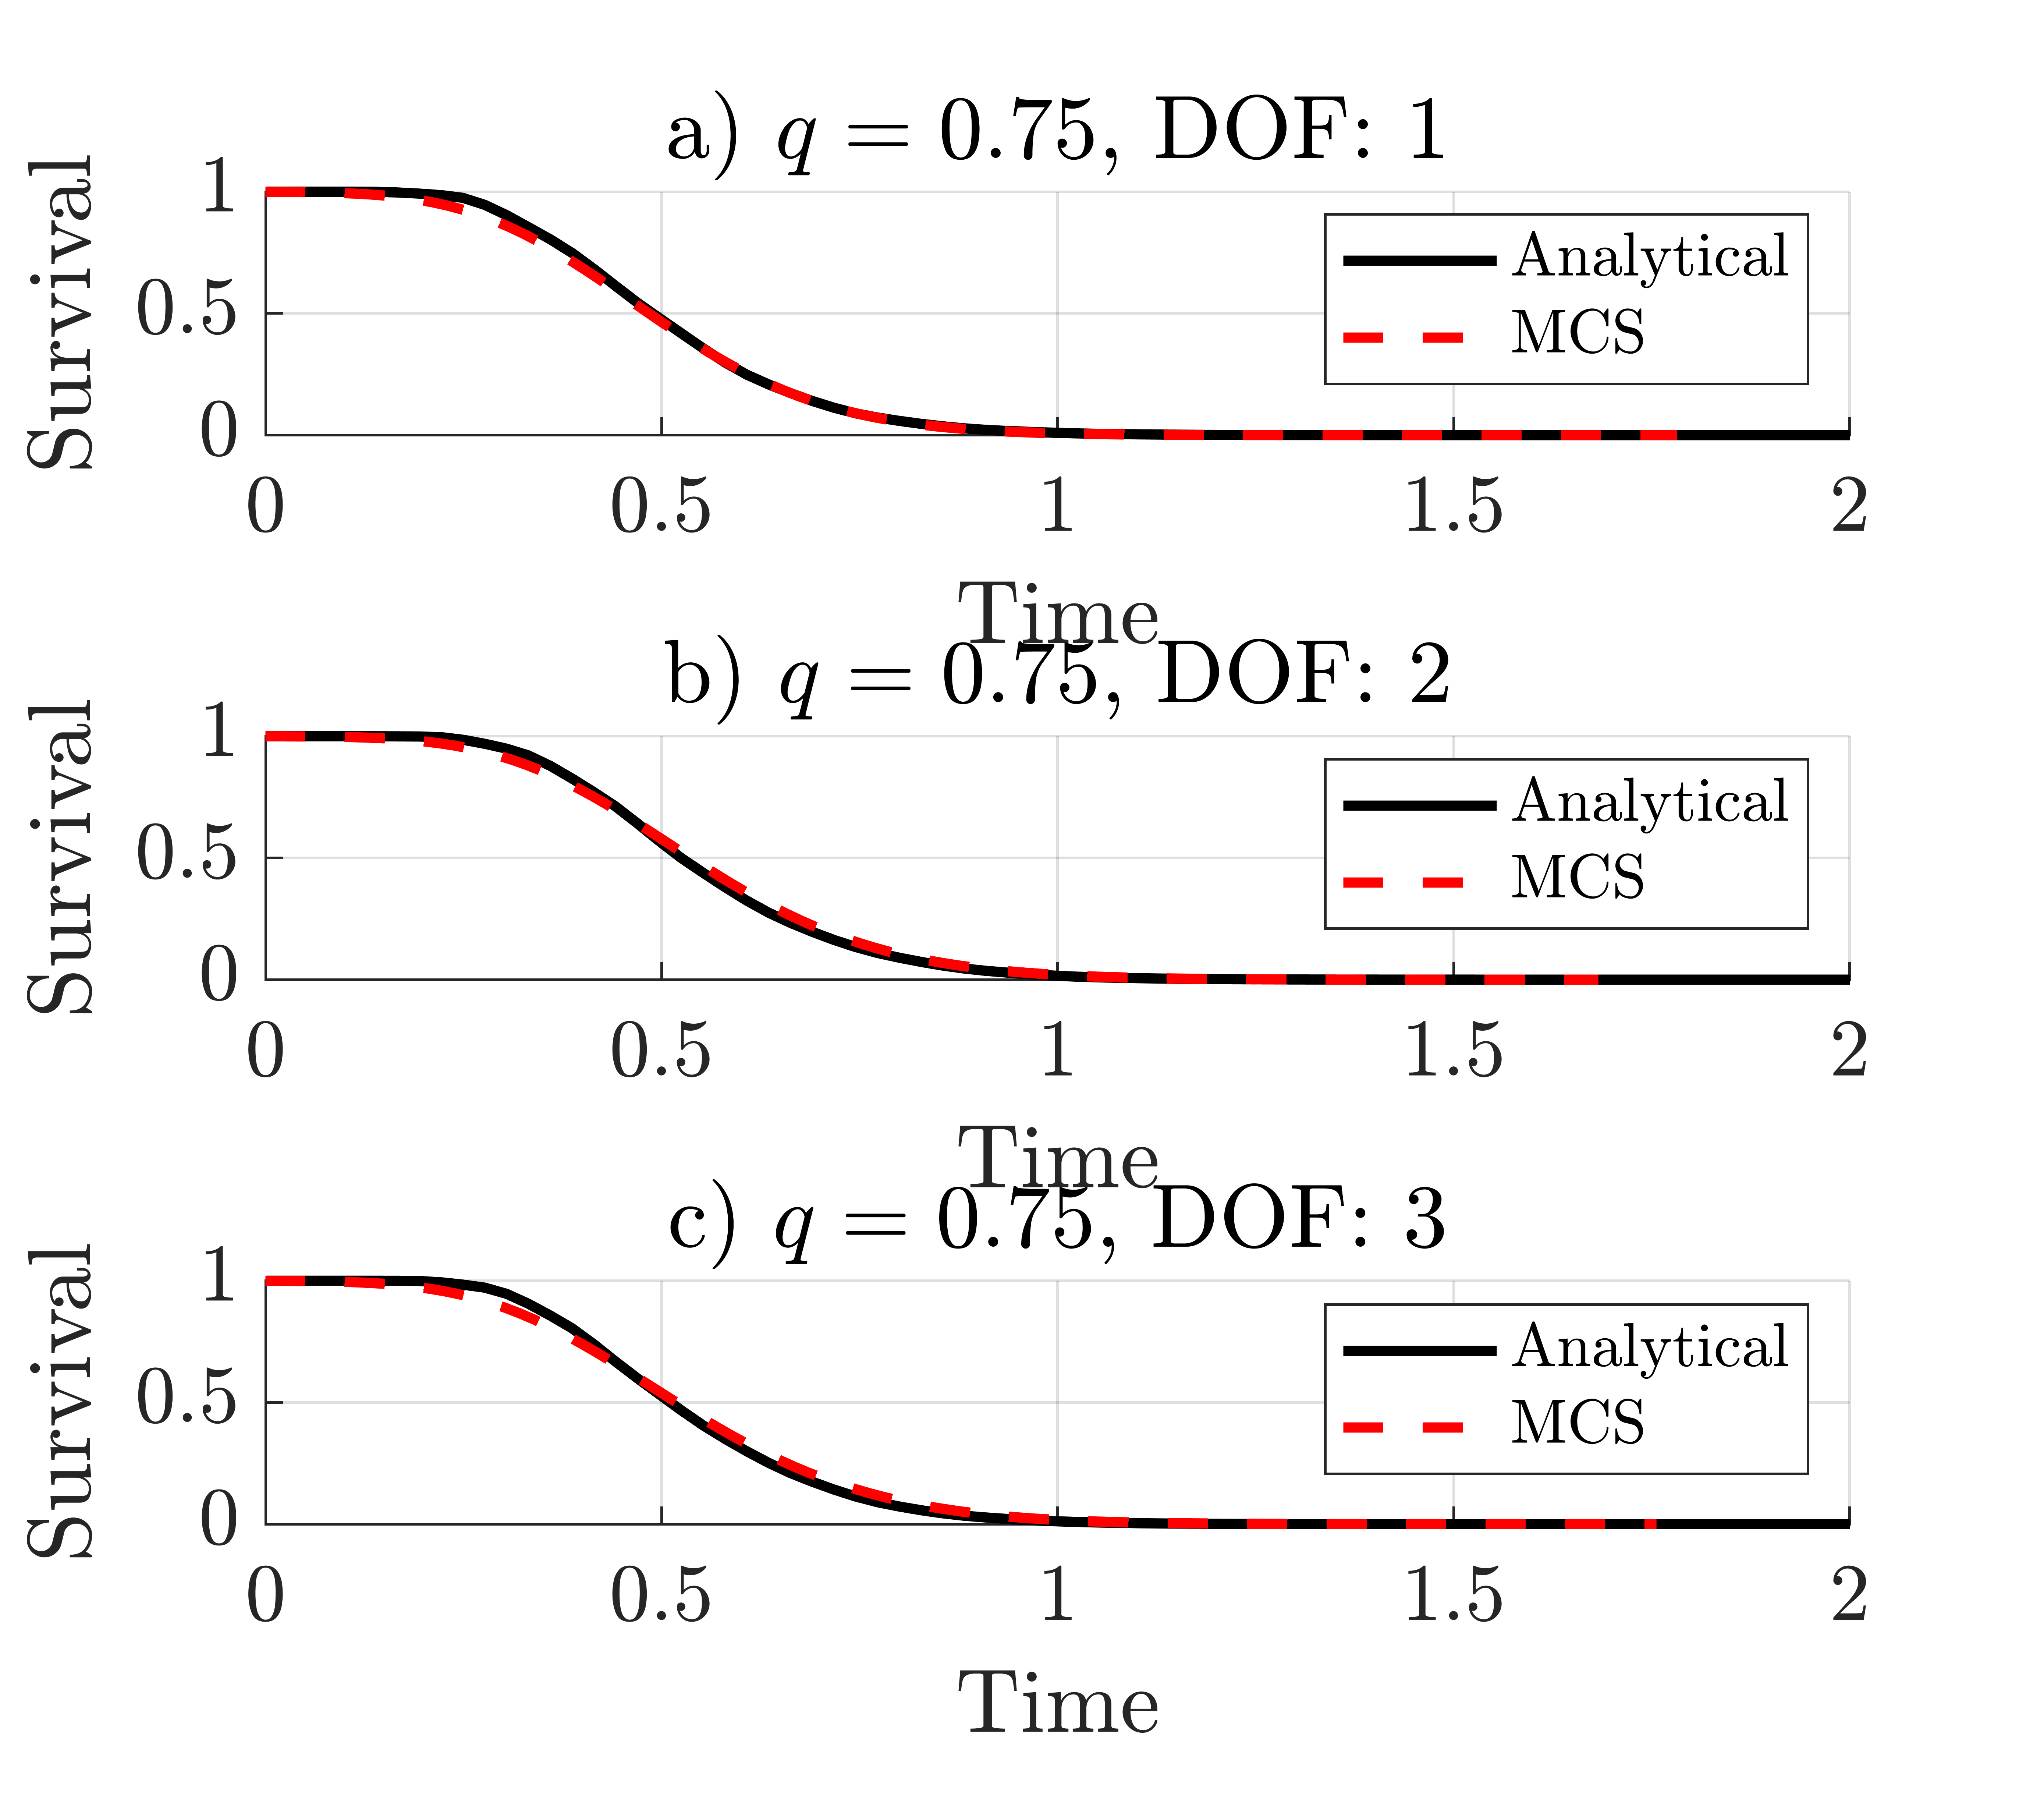 a) q = 0.75, DOF: 1
Survival
1
0.5
0
Analytical
MCS
0 0.5 1 1.5 2
Time
b) q = 0.75, DOF: 2
Survival
1
0.5
0
Analytical
MCS
0 0.5 1 1.5 2
Time
c) q = 0.75, DOF: 3
Survival
1
0.5
0
Analytical
MCS
0 0.5 1 1.5 2
Time